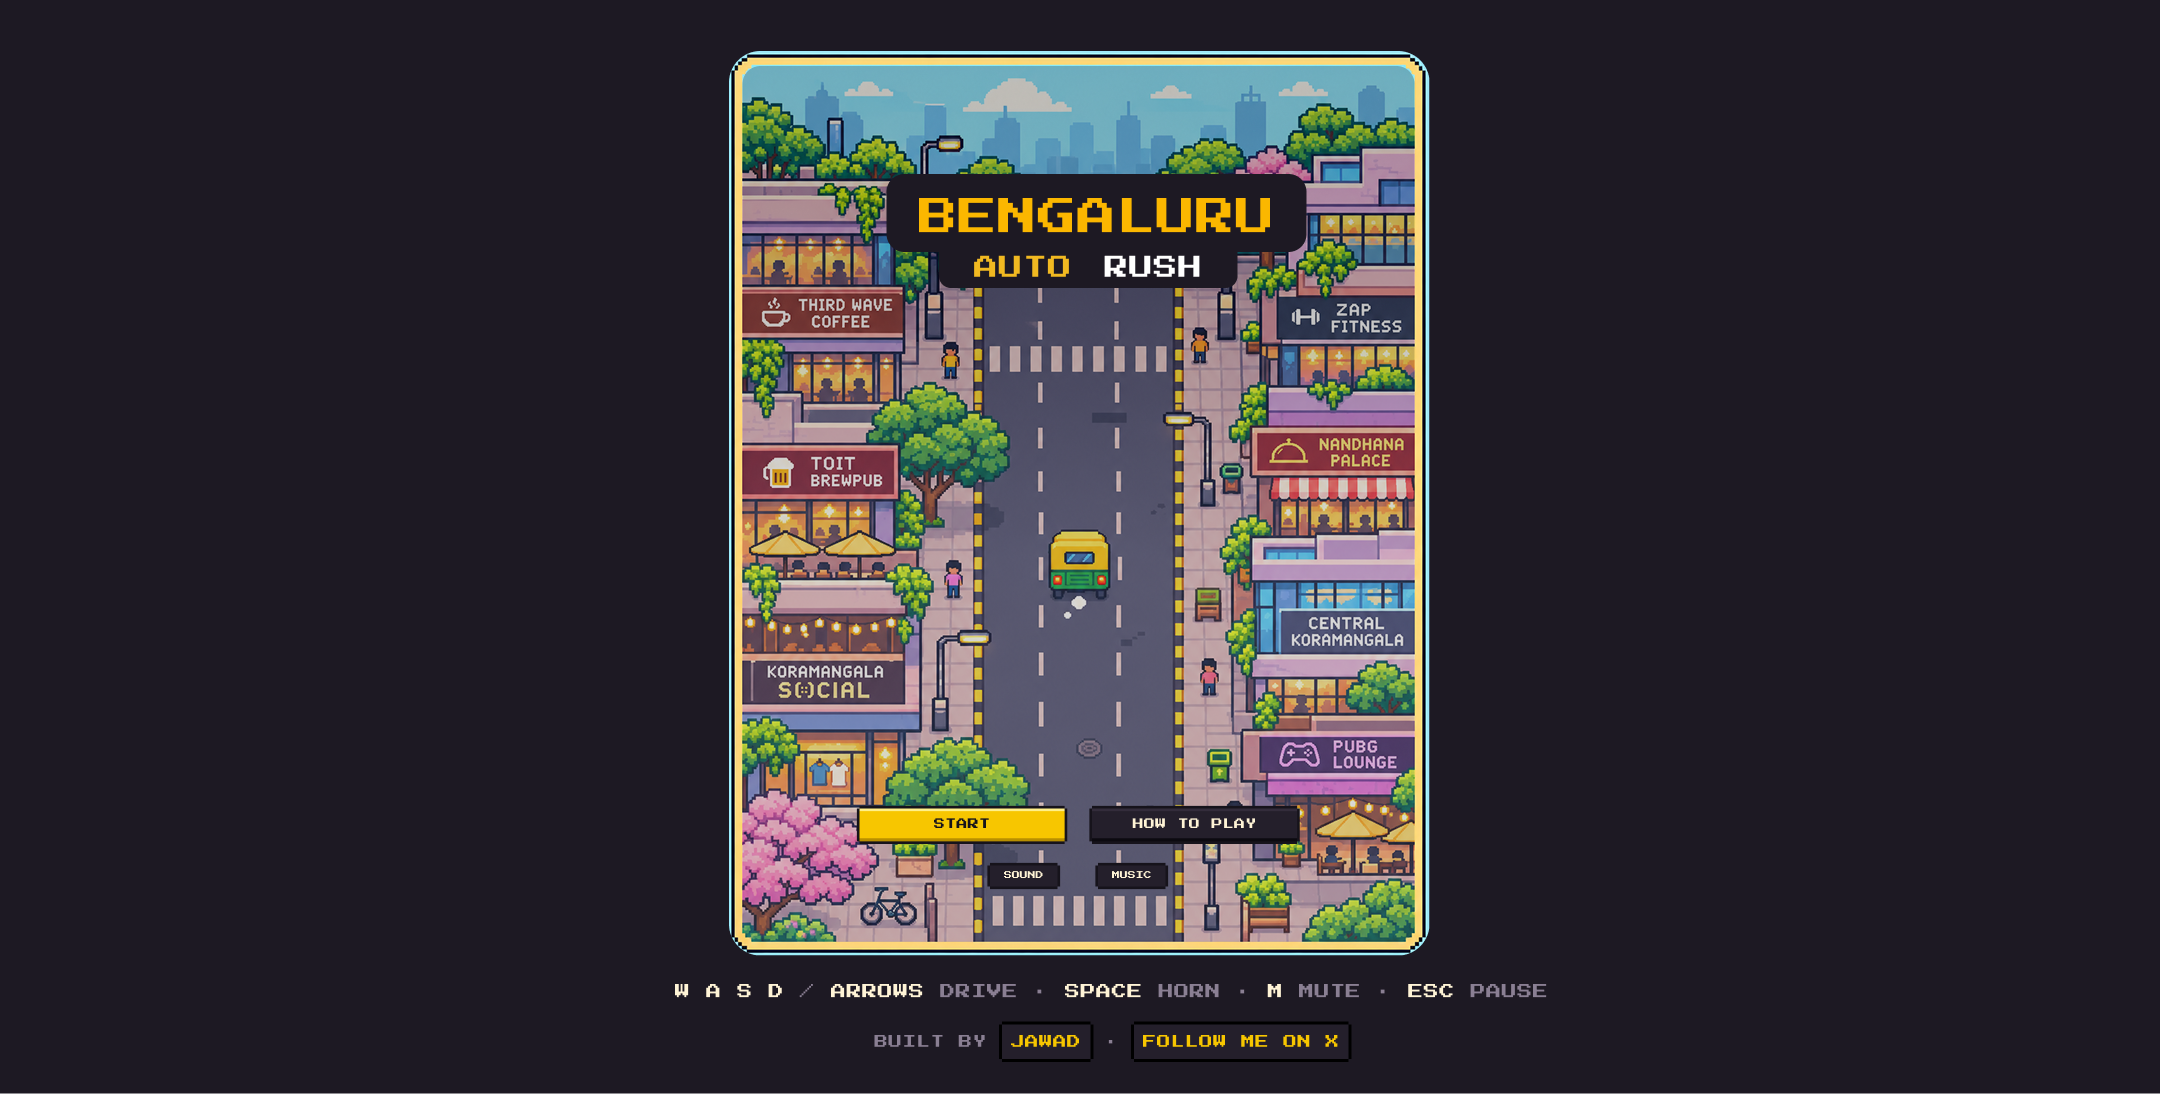 BENGALURU
AUTO RUSH
THIRD WAVE
COFFEE
ZAP
FITNESS
TOIT
BREWPUB
NANDHANA
PALACE
CENTRAL
KORAMANGALA
KORAMANGALA
S(:)CIAL
PUBG
LOUNGE
START
HOW TO PLAY
SOUND
MUSIC
W A S D / ARROWS DRIVE · SPACE HORN · M MUTE · ESC PAUSE
BUILT BY JAWAD · FOLLOW ME ON X